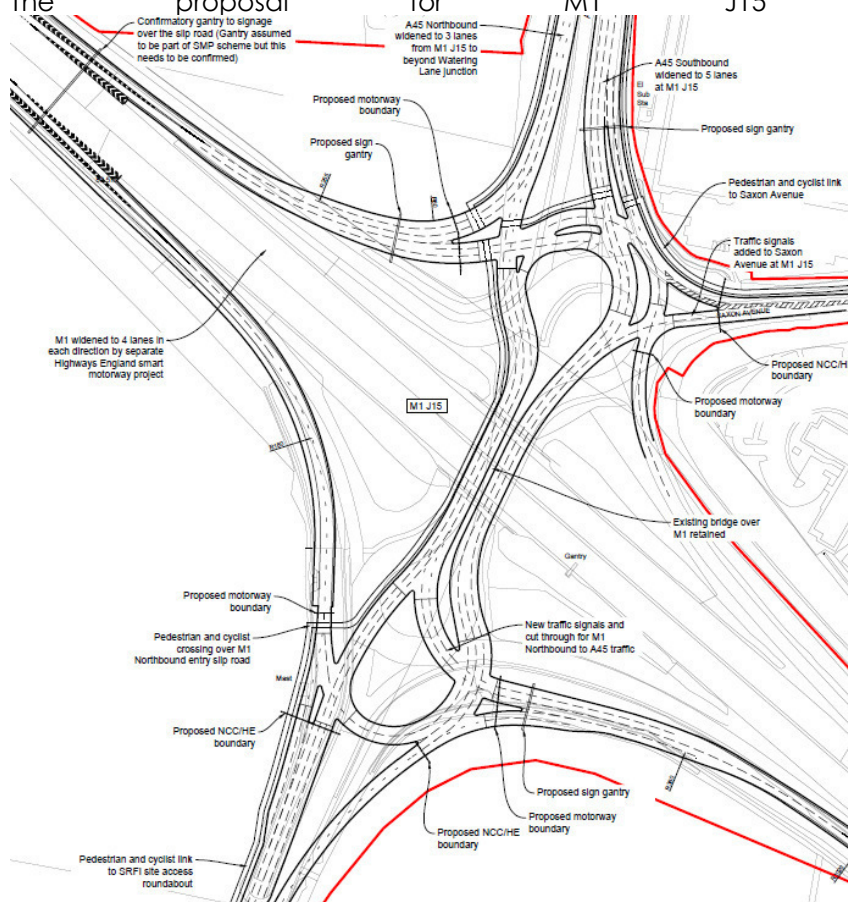 The proposal for M1 J15
Confirmatory gantry to signage
over the slip road (Gantry assumed
to be part of SMP scheme but this
needs to be confirmed)
A45 Northbound
widened to 3 lanes
from M1 J15 to
beyond Watering
Lane junction
A45 Southbound
widened to 5 lanes
at M1 J15
El
Sub
Sta
Proposed motorway
boundary
Proposed sign
gantry
Proposed sign gantry
Pedestrian and cyclist link
to Saxon Avenue
Traffic signals
added to Saxon
Avenue at M1 J15
SAXON AVENUE
M1 widened to 4 lanes in
each direction by separate
Highways England smart
motorway project
Proposed NCC/HE
boundary
Proposed motorway
boundary
M1 J15
Existing bridge over
M1 retained
Gantry
Proposed motorway
boundary
Pedestrian and cyclist
crossing over M1
Northbound entry slip road
New traffic signals and
cut through for M1
Northbound to A45 traffic
Mast
Proposed NCC/HE
boundary
Proposed sign gantry
Proposed motorway
boundary
Proposed NCC/HE
boundary
Pedestrian and cyclist link
to SRFI site access
roundabout